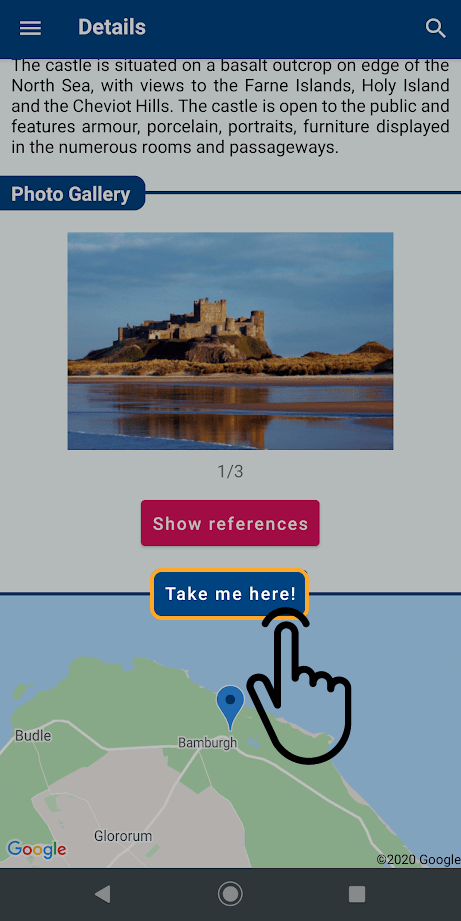 Details
The castle is situated on a basalt outcrop on edge of the
North Sea, with views to the Farne Islands, Holy Island
and the Cheviot Hills. The castle is open to the public and
features armour, porcelain, portraits, furniture displayed
in the numerous rooms and passageways.
Photo Gallery
1/3
Show references
Take me here!
Budle
Bamburgh
Glororum
Google
©2020 Google